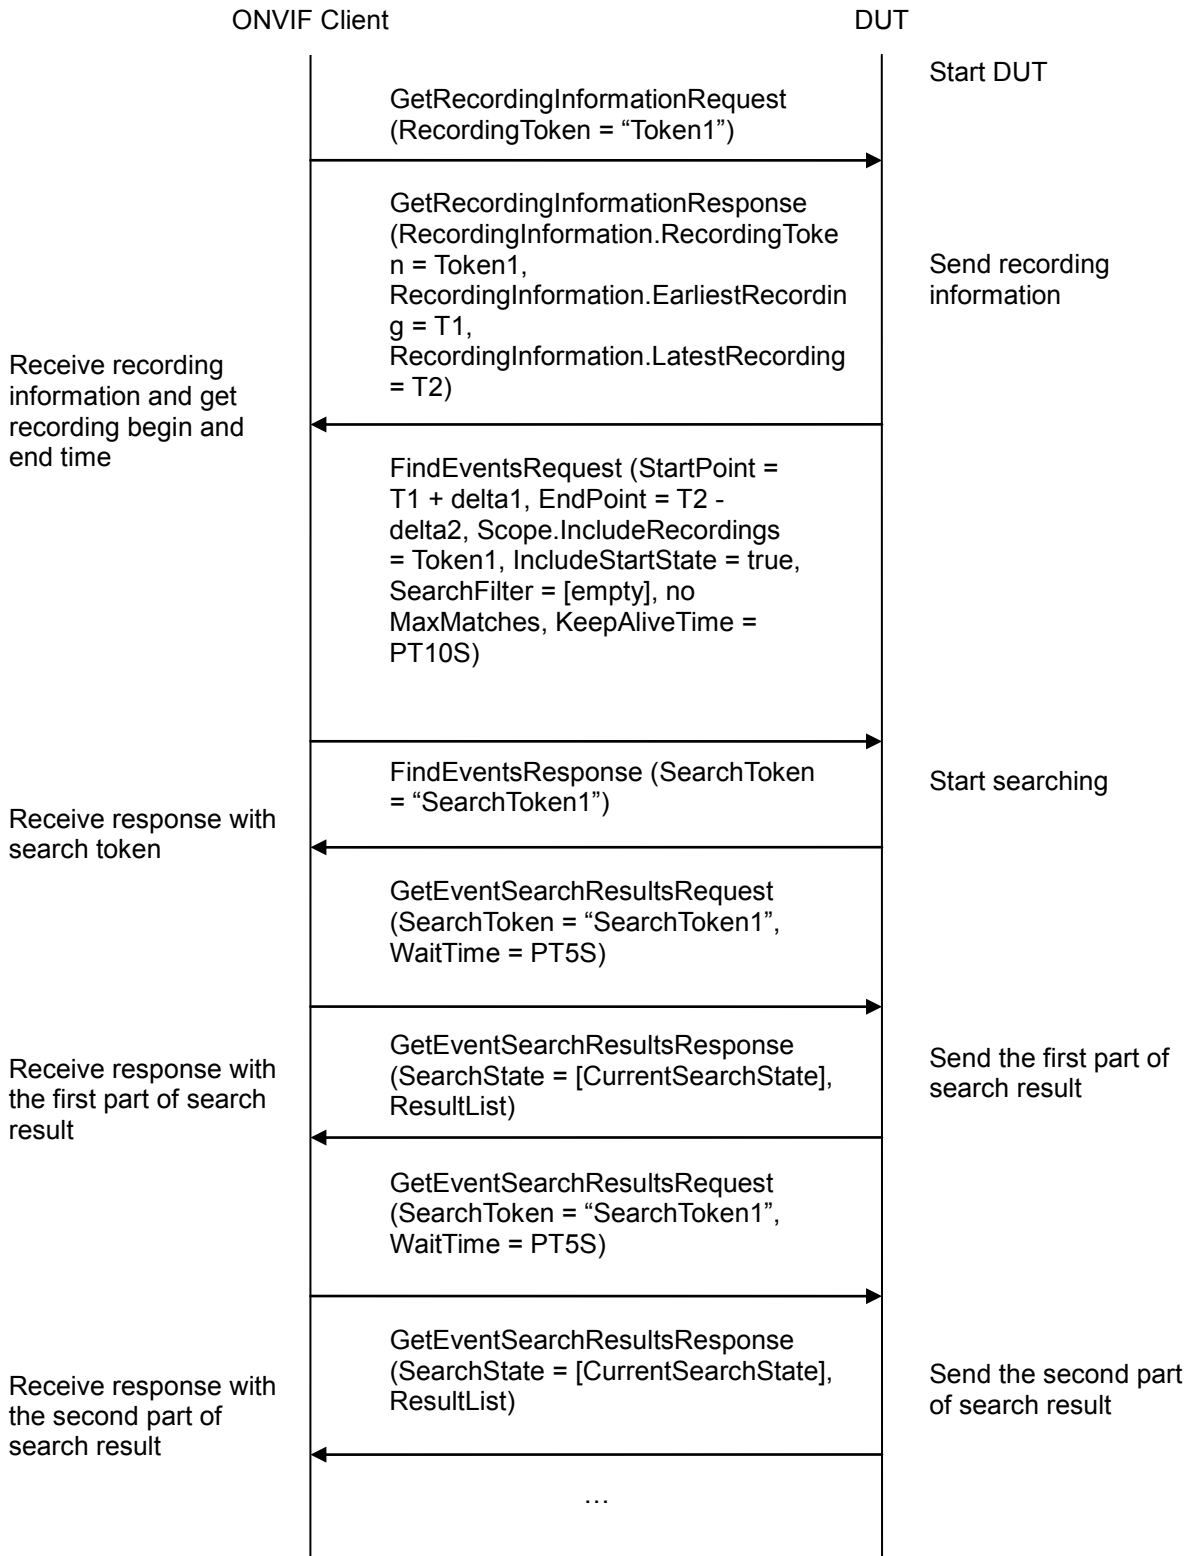 ONVIF Client
DUT
Start DUT
GetRecordingInformationRequest
(RecordingToken = “Token1”)
GetRecordingInformationResponse
(RecordingInformation.RecordingToke
n = Token1,
RecordingInformation.EarliestRecordin
g = T1,
RecordingInformation.LatestRecording
= T2)
Send recording
information
Receive recording
information and get
recording begin and
end time
FindEventsRequest (StartPoint =
T1 + delta1, EndPoint = T2 -
delta2, Scope.IncludeRecordings
= Token1, IncludeStartState = true,
SearchFilter = [empty], no
MaxMatches, KeepAliveTime =
PT10S)
FindEventsResponse (SearchToken
= “SearchToken1”)
Start searching
Receive response with
search token
GetEventSearchResultsRequest
(SearchToken = “SearchToken1”,
WaitTime = PT5S)
GetEventSearchResultsResponse
(SearchState = [CurrentSearchState],
ResultList)
Send the first part of
search result
Receive response with
the first part of search
result
GetEventSearchResultsRequest
(SearchToken = “SearchToken1”,
WaitTime = PT5S)
GetEventSearchResultsResponse
(SearchState = [CurrentSearchState],
ResultList)
Send the second part
of search result
Receive response with
the second part of
search result
…